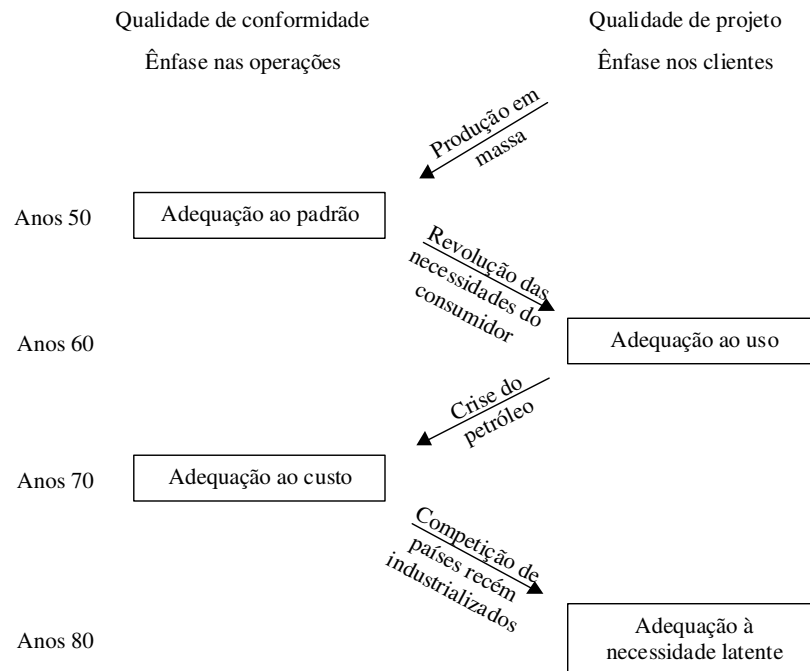 Qualidade de conformidade
Qualidade de projeto
Ênfase nas operações
Ênfase nos clientes
Produção em
massa
Anos 50
Adequação ao padrão
Revolução das
necessidades do
consumidor
Anos 60
Adequação ao uso
Crise do
petróleo
Anos 70
Adequação ao custo
Competição de
países recém
industrializados
Anos 80
Adequação à
necessidade latente